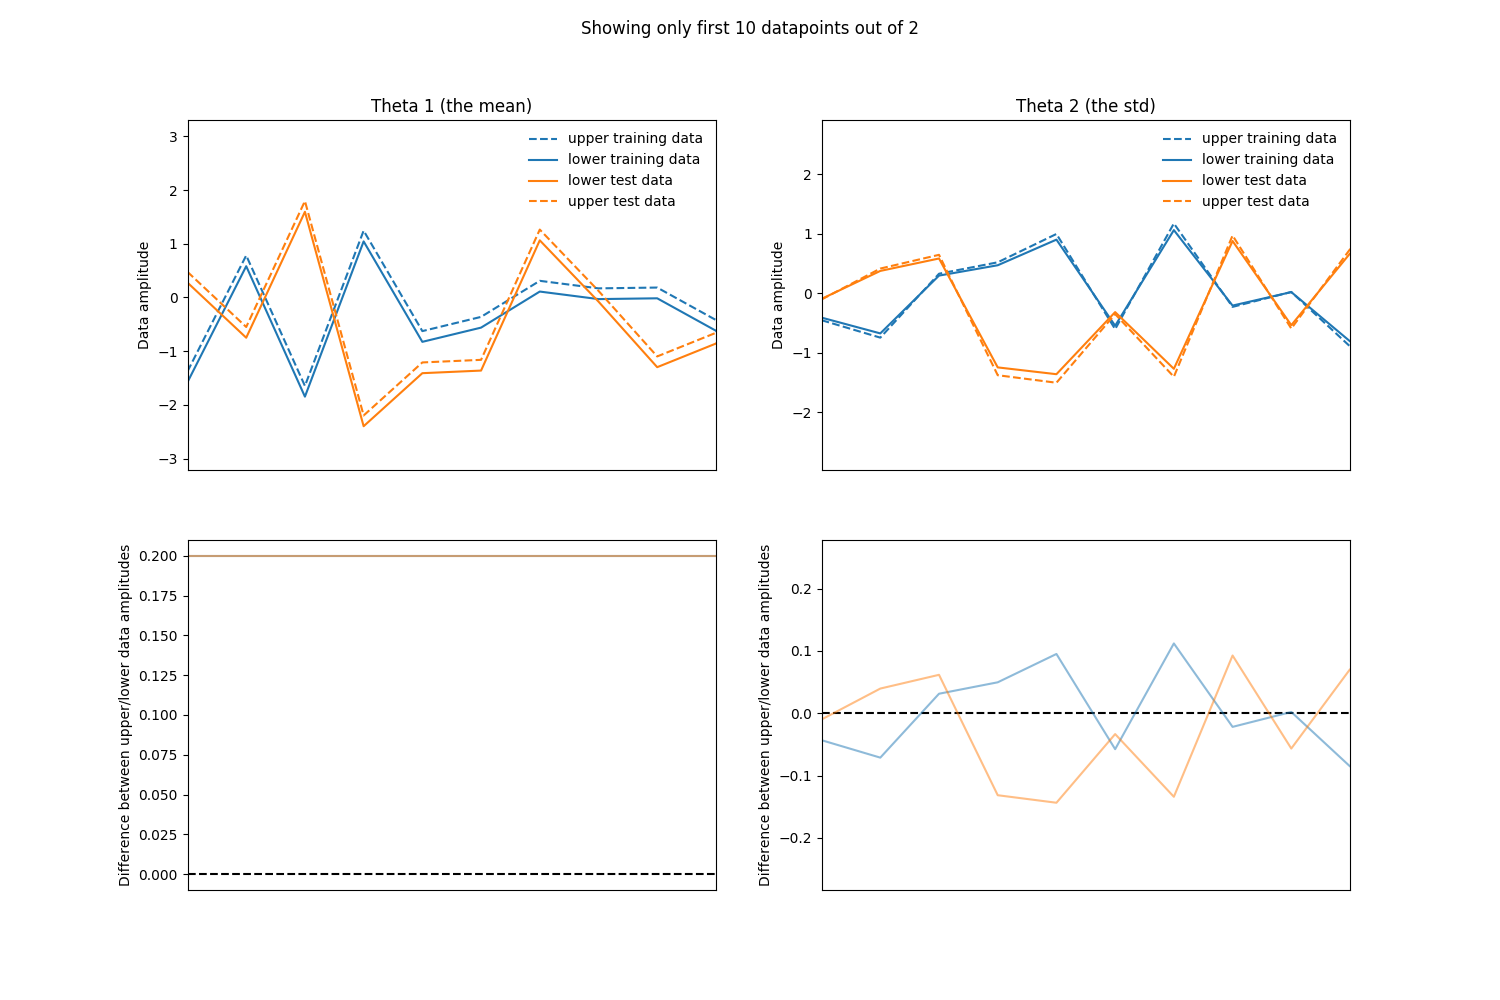 Showing only first 10 datapoints out of 2
Theta 1 (the mean)
3
2
1
0
−1
−2
−3
Data amplitude
upper training data
lower training data
lower test data
upper test data
Theta 2 (the std)
2
1
0
−1
−2
Data amplitude
upper training data
lower training data
lower test data
upper test data
0.200
0.175
0.150
0.125
0.100
0.075
0.050
0.025
0.000
Difference between upper/lower data amplitudes
0.2
0.1
0.0
−0.1
−0.2
Difference between upper/lower data amplitudes